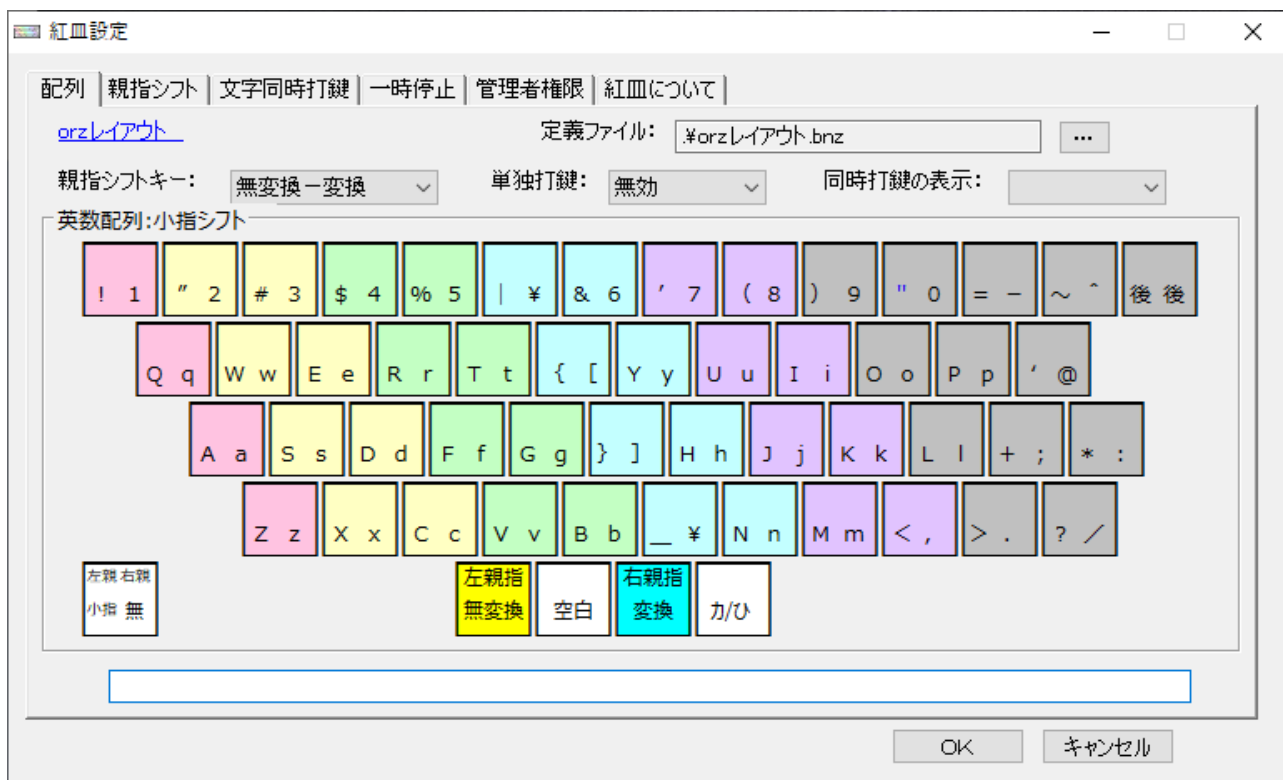 紅皿設定
配列 親指シフト 文字同時打鍵 一時停止 管理者権限 紅皿について
orzレイアウト 定義ファイル: .¥orzレイアウト.bnz ...
親指シフトキー: 無変換－変換 単独打鍵: 無効 同時打鍵の表示:
英数配列:小指シフト
! 1 ″ 2 # 3 $ 4 % 5 | ¥ & 6 ′ 7 ( 8 ) 9 " 0 = － ～ ＾ 後 後
Q q W w E e R r T t { [ Y y U u I i O o P p ‘ @
A a S s D d F f G g } ] H h J j K k L l + ; * :
Z z X x C c V v B b ＿ ¥ N n M m ＜ , ＞ . ? ／
左親 右親 左親指 右親指
小指 無 無変換 空白 変換 カ/ひ
OK キャンセル